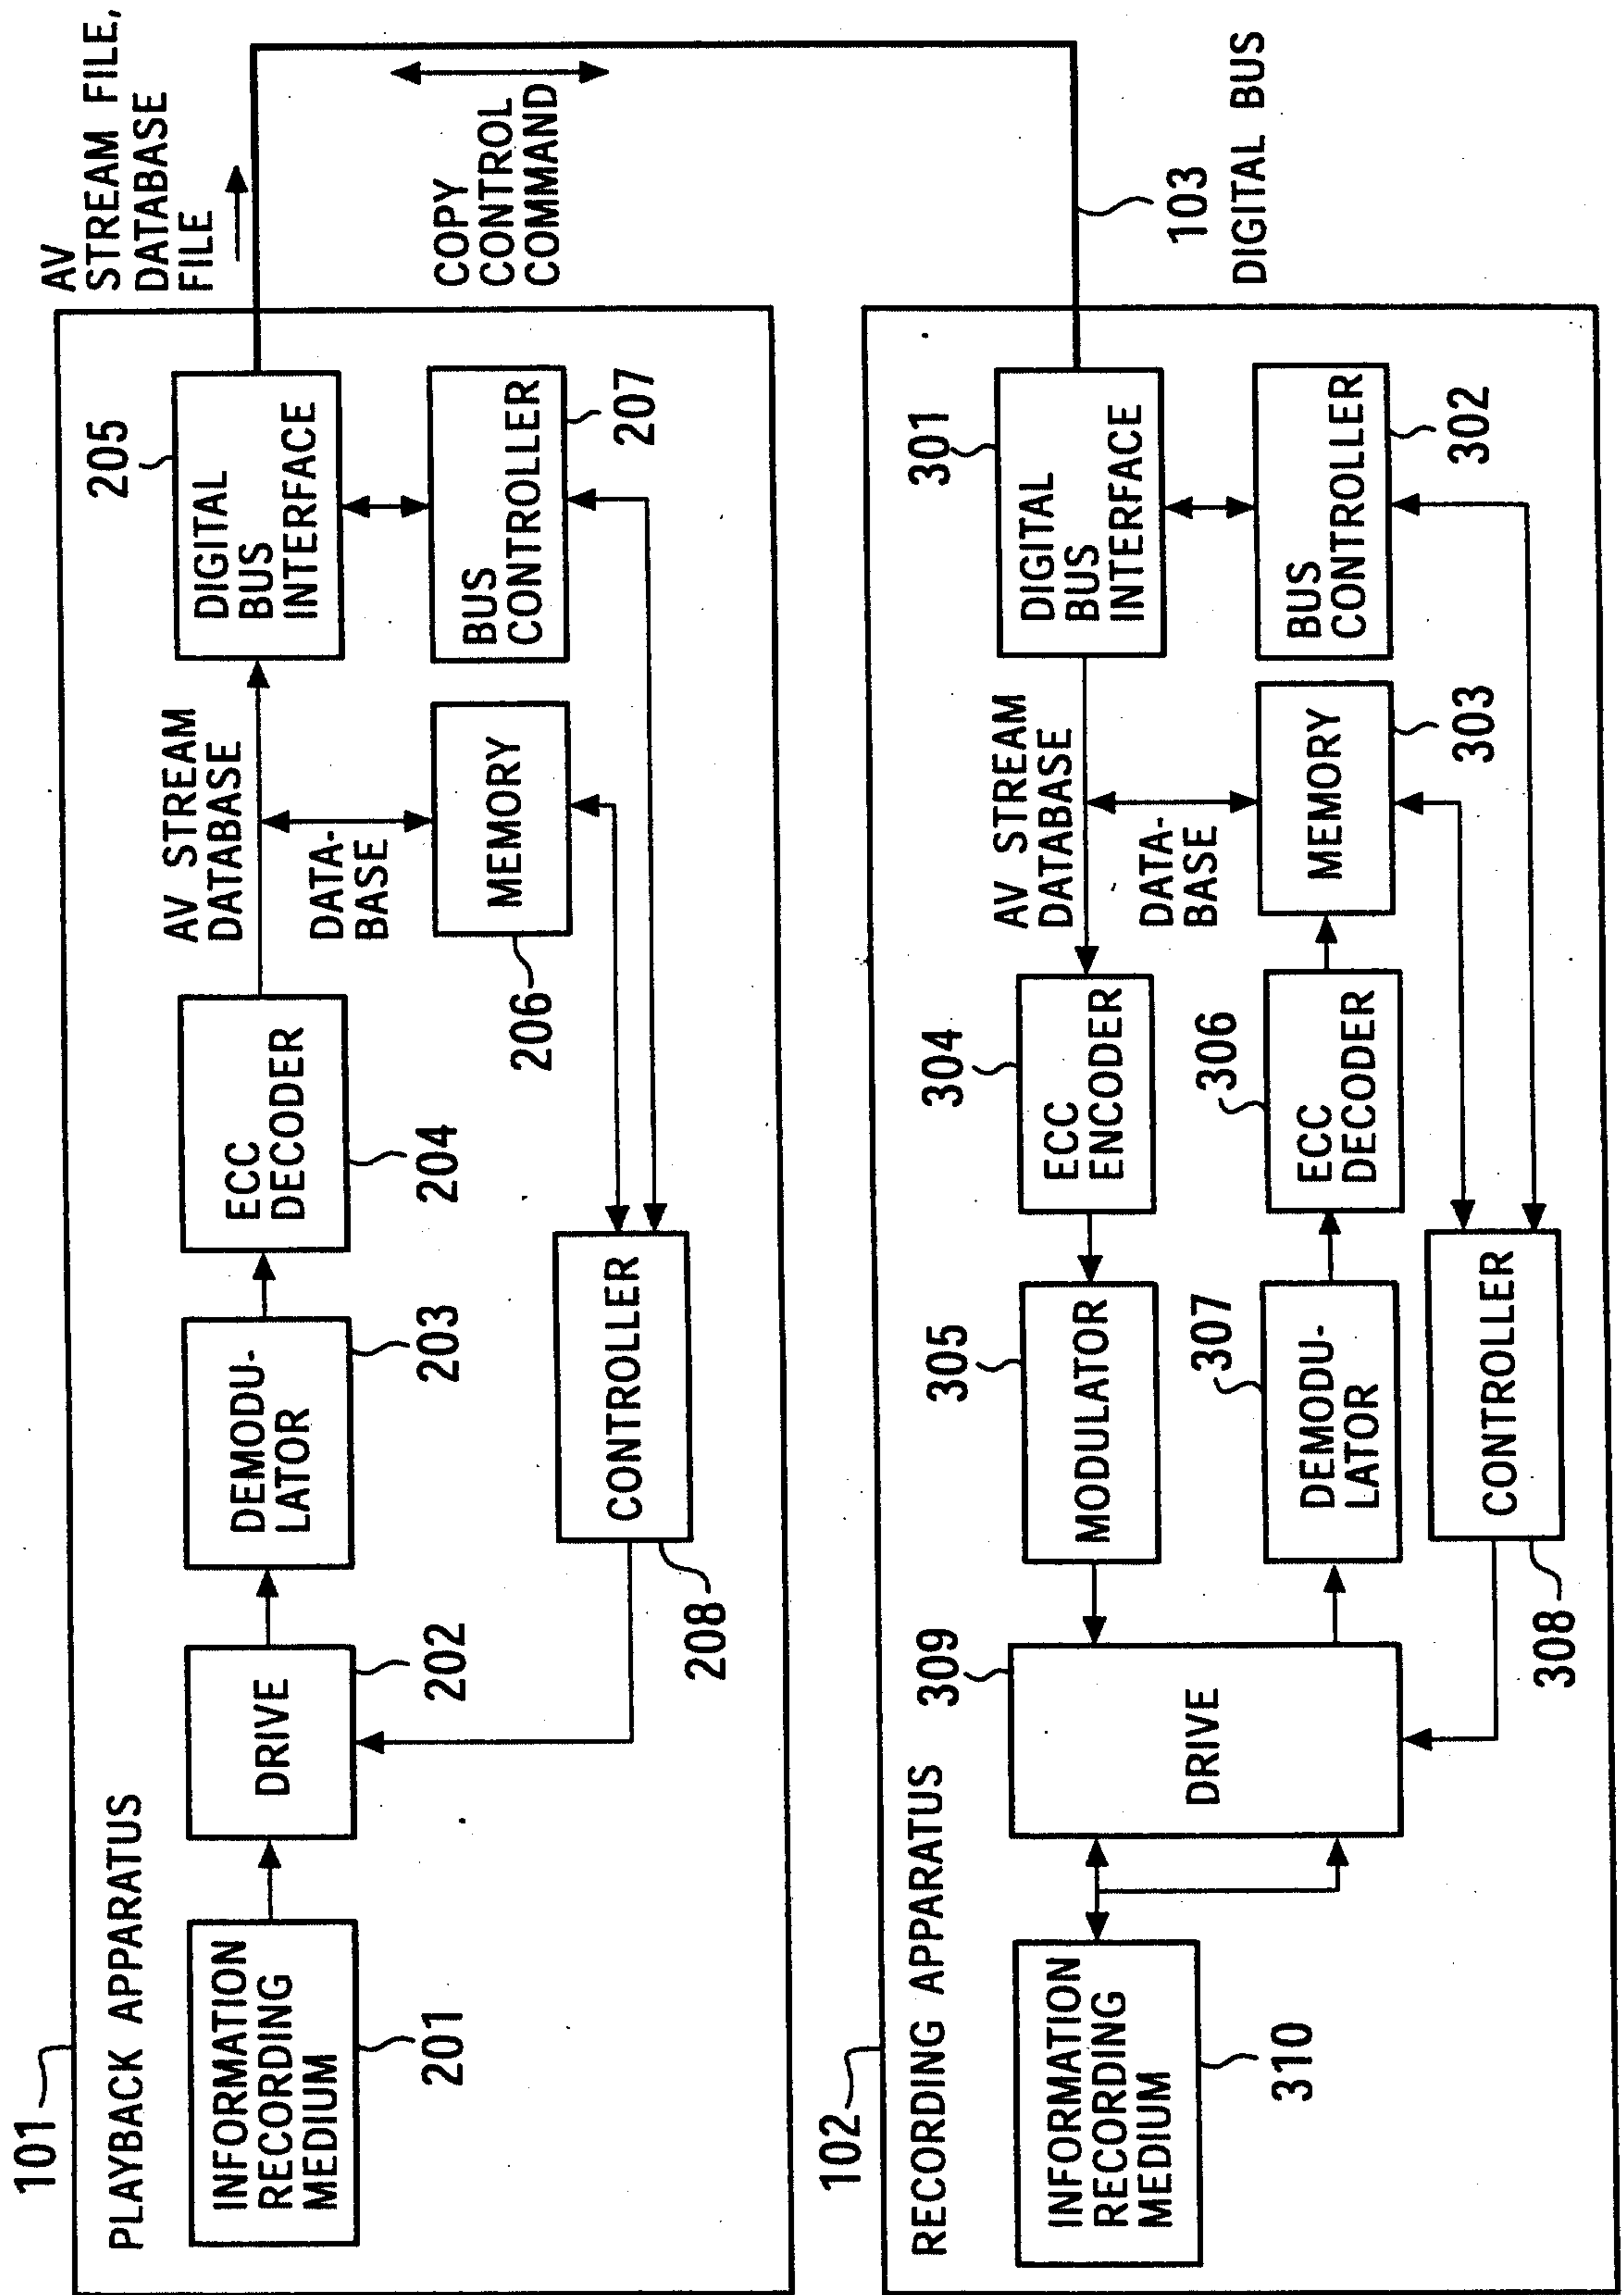 101
PLAYBACK APPARATUS
INFORMATION
RECORDING
MEDIUM
201
DRIVE
202
DEMODU-
LATOR
203
ECC
DECODER
204
AV STREAM
DATABASE
DATA-
BASE
DIGITAL
BUS
INTERFACE
205
MEMORY
206
BUS
CONTROLLER
207
CONTROLLER
208
AV
STREAM FILE,
DATABASE
FILE
COPY
CONTROL
COMMAND
103
DIGITAL BUS
102
RECORDING APPARATUS
INFORMATION
RECORDING
MEDIUM
310
DRIVE
309
MODULATOR
305
ECC
ENCODER
304
AV STREAM
DATABASE
DATA-
BASE
DIGITAL
BUS
INTERFACE
301
DEMODU-
LATOR
307
ECC
DECODER
306
MEMORY
303
BUS
CONTROLLER
302
CONTROLLER
308